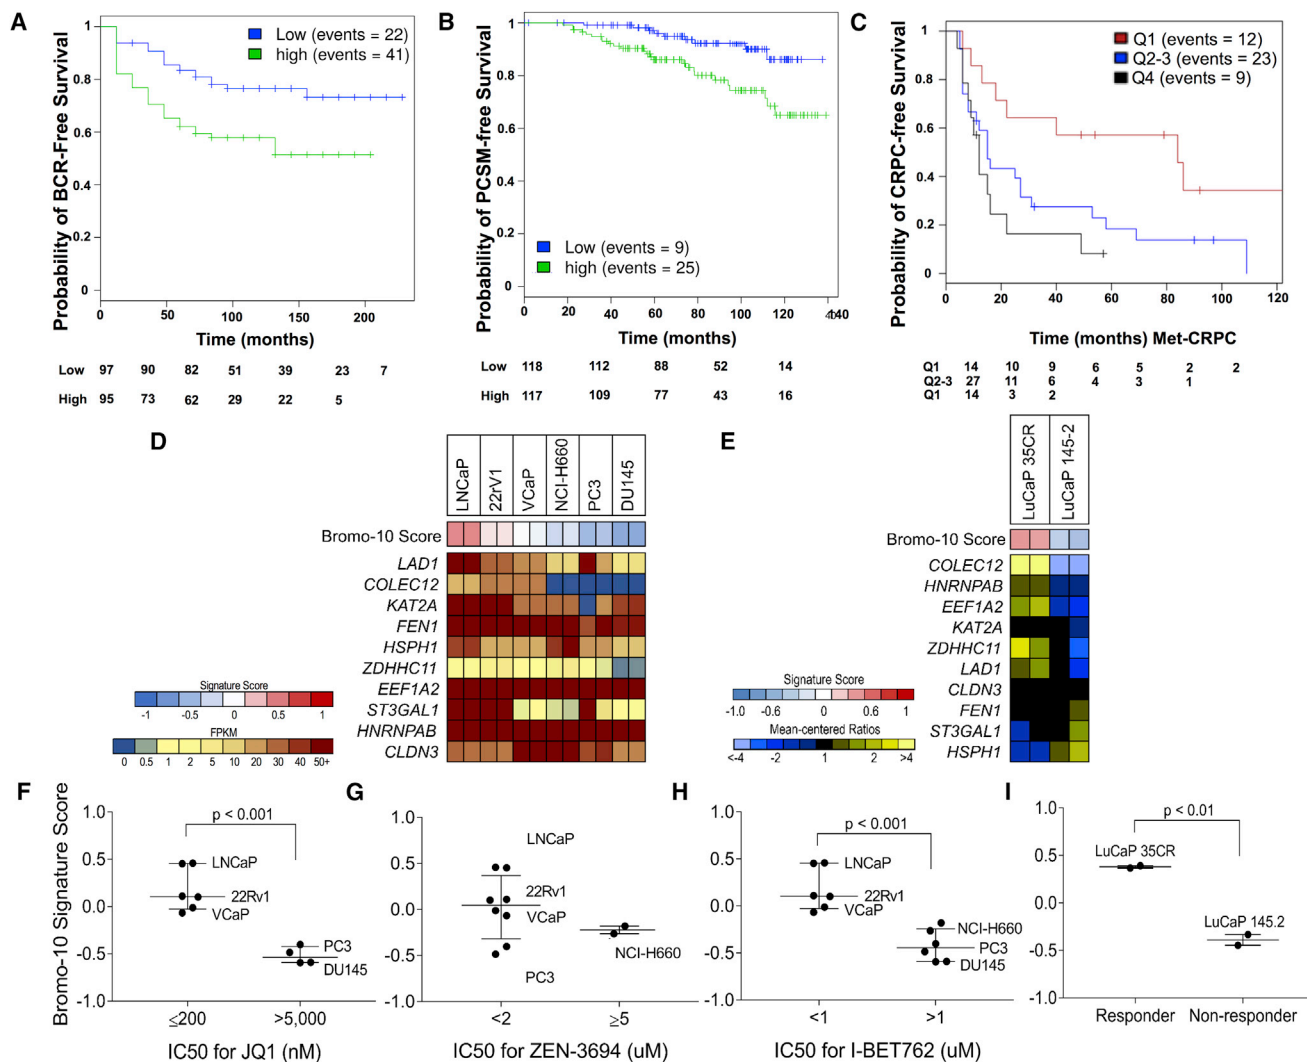 A
Probability of BCR-Free Survival
1
0.8
0.6
0.4
0.2
0
Low (events = 22)
high (events = 41)
0 50 100 150 200
Time (months)
Low 97 90 82 51 39 23 7
High 95 73 62 29 22 5
B
Probability of PCSM-free Survival
1
0.8
0.6
0.4
0.2
0
Low (events = 9)
high (events = 25)
0 20 40 60 80 100 120 140
Time (months)
Low 118 112 88 52 14
High 117 109 77 43 16
C
Probability of CRPC-free Survival
1
0.8
0.6
0.4
0.2
0
Q1 (events = 12)
Q2-3 (events = 23)
Q4 (events = 9)
0 20 40 60 80 100 120
Time (months) Met-CRPC
Q1 14 10 9 6 5 2 2
Q2-3 27 11 6 4 3 1
Q1 14 3 2
D
LNCaP 22rV1 VCaP NCI-H660 PC3 DU145
Bromo-10 Score
LAD1
COLEC12
KAT2A
FEN1
HSPH1
ZDHHC11
EEF1A2
ST3GAL1
HNRNPAB
CLDN3
Signature Score
-1 -0.5 0 0.5 1
FPKM
0 0.5 1 2 5 10 20 30 40 50+
E
LuCaP 35CR LuCaP 145-2
Bromo-10 Score
COLEC12
HNRNPAB
EEF1A2
KAT2A
ZDHHC11
LAD1
CLDN3
FEN1
ST3GAL1
HSPH1
Signature Score
-1.0 -0.6 0 0.6 1
Mean-centered Ratios
<-4 -2 1 2 >4
F
Bromo-10 Signature Score
1.0
0.5
0.0
-0.5
-1.0
p < 0.001
LNCaP
22Rv1
VCaP
PC3
DU145
≤200 >5,000
IC50 for JQ1 (nM)
G
1.0
0.5
0.0
-0.5
-1.0
LNCaP
22Rv1
VCaP
NCI-H660
PC3
<2 ≥5
IC50 for ZEN-3694 (uM)
H
1.0
0.5
0.0
-0.5
-1.0
p < 0.001
LNCaP
22Rv1
VCaP
NCI-H660
PC3
DU145
<1 >1
IC50 for I-BET762 (uM)
I
1.0
0.5
0.0
-0.5
-1.0
p < 0.01
LuCaP 35CR
LuCaP 145.2
Responder Non-responder